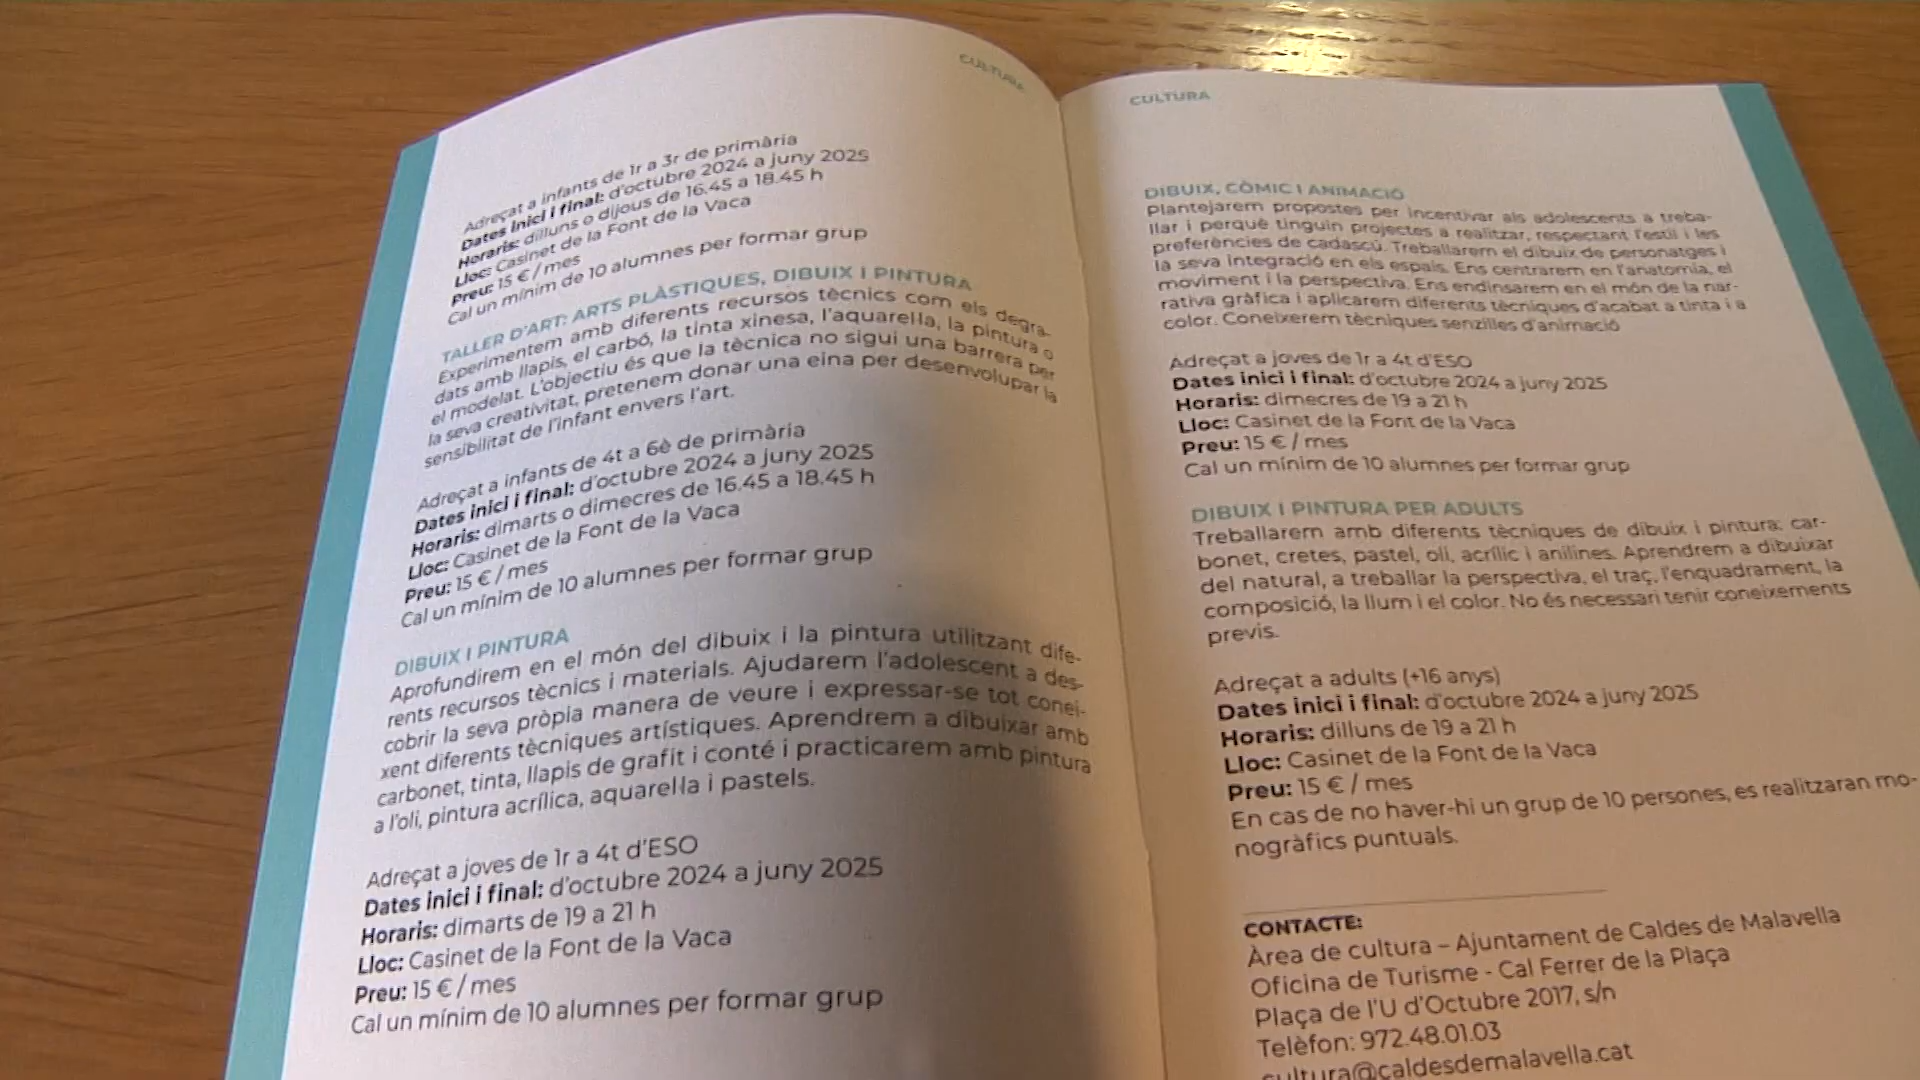 CULTURA
Adreçat a infants de 1r a 3r de primària
Dates inici i final: d'octubre 2024 a juny 2025
Horaris: dilluns o dijous de 16.45 a 18.45 h
Lloc: Casinet de la Font de la Vaca
Preu: 15 € / mes
Cal un mínim de 10 alumnes per formar grup
TALLER D'ART: ARTS PLÀSTIQUES, DIBUIX I PINTURA
Experimentem amb diferents recursos tècnics com els degra-
dats amb llapis, el carbó, la tinta xinesa, l'aquarel·la, la pintura o
el modelat. L'objectiu és que la tècnica no sigui una barrera per
la seva creativitat, pretenem donar una eina per desenvolupar la
sensibilitat de l'infant envers l'art.
Adreçat a infants de 4t a 6è de primària
Dates inici i final: d'octubre 2024 a juny 2025
Horaris: dimarts o dimecres de 16.45 a 18.45 h
Lloc: Casinet de la Font de la Vaca
Preu: 15 € / mes
Cal un mínim de 10 alumnes per formar grup
DIBUIX I PINTURA
Aprofundirem en el món del dibuix i la pintura utilitzant dife-
rents recursos tècnics i materials. Ajudarem l'adolescent a des-
cobrir la seva pròpia manera de veure i expressar-se tot conei-
xent diferents tècniques artístiques. Aprendrem a dibuixar amb
carbonet, tinta, llapis de grafit i conté i practicarem amb pintura
a l'oli, pintura acrílica, aquarel·la i pastels.
Adreçat a joves de 1r a 4t d'ESO
Dates inici i final: d'octubre 2024 a juny 2025
Horaris: dimarts de 19 a 21 h
Lloc: Casinet de la Font de la Vaca
Preu: 15 € / mes
Cal un mínim de 10 alumnes per formar grup
CULTURA
DIBUIX, CÒMIC I ANIMACIÓ
Plantejarem propostes per incentivar als adolescents a treba-
llar i perquè tinguin projectes a realitzar, respectant l'estil i les
preferències de cadascú. Treballarem el dibuix de personatges i
la seva integració en els espais. Ens centrarem en l'anatomia, el
moviment i la perspectiva. Ens endinsarem en el món de la nar-
rativa gràfica i aplicarem diferents tècniques d'acabat a tinta i a
color. Coneixerem tècniques senzilles d'animació
Adreçat a joves de 1r a 4t d'ESO
Dates inici i final: d'octubre 2024 a juny 2025
Horaris: dimecres de 19 a 21 h
Lloc: Casinet de la Font de la Vaca
Preu: 15 € / mes
Cal un mínim de 10 alumnes per formar grup
DIBUIX I PINTURA PER ADULTS
Treballarem amb diferents tècniques de dibuix i pintura: car-
bonet, cretes, pastel, oli, acrílic i anilines. Aprendrem a dibuixar
del natural, a treballar la perspectiva, el traç, l'enquadrament, la
composició, la llum i el color. No és necessari tenir coneixements
previs.
Adreçat a adults (+16 anys)
Dates inici i final: d'octubre 2024 a juny 2025
Horaris: dilluns de 19 a 21 h
Lloc: Casinet de la Font de la Vaca
Preu: 15 € / mes
En cas de no haver-hi un grup de 10 persones, es realitzaran mo-
nogràfics puntuals.
CONTACTE:
Àrea de cultura – Ajuntament de Caldes de Malavella
Oficina de Turisme - Cal Ferrer de la Plaça
Plaça de l'U d'Octubre 2017, s/n
Telèfon: 972.48.01.03
cultura@caldesdemalavella.cat